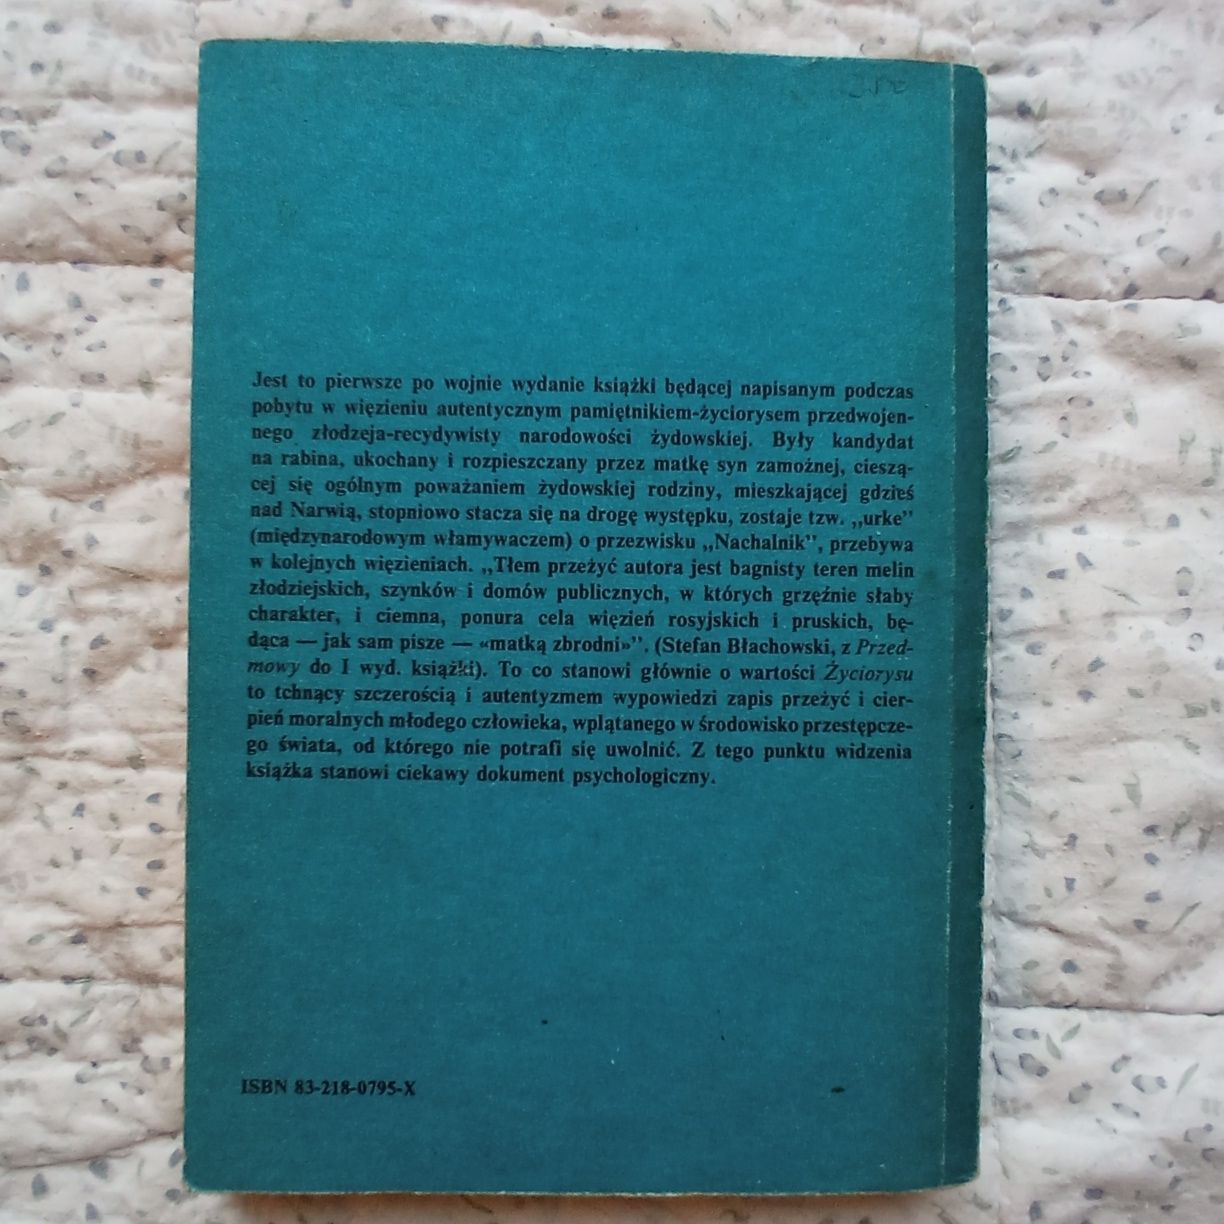 Jest to pierwsze po wojnie wydanie książki będącej napisanym podczas
pobytu w więzieniu autentycznym pamiętnikiem-życiorysem przedwojen-
nego złodzeja-recydywisty narodowości żydowskiej. Były kandydat
na rabina, ukochany i rozpieszczany przez matkę syn zamożnej, cieszą-
cej się ogólnym poważaniem żydowskiej rodziny, mieszkającej gdzieś
nad Narwią, stopniowo stacza się na drogę występku, zostaje tzw. „urke”
(międzynarodowym włamywaczem) o przezwisku „Nachalnik”, przebywa
w kolejnych więzieniach. „Tłem przeżyć autora jest bagnisty teren melin
złodziejskich, szynków i domów publicznych, w których grzęźnie słaby
charakter, i ciemna, ponura cela więzień rosyjskich i pruskich, bę-
dąca — jak sam pisze — «matką zbrodni»”. (Stefan Błachowski, z Przed-
mowy do I wyd. książki). To co stanowi głównie o wartości Życiorysu
to tchnący szczerością i autentyzmem wypowiedzi zapis przeżyć i cier-
pień moralnych młodego człowieka, wplątanego w środowisko przestępcze-
go świata, od którego nie potrafi się uwolnić. Z tego punktu widzenia
książka stanowi ciekawy dokument psychologiczny.
ISBN 83-218-0795-X